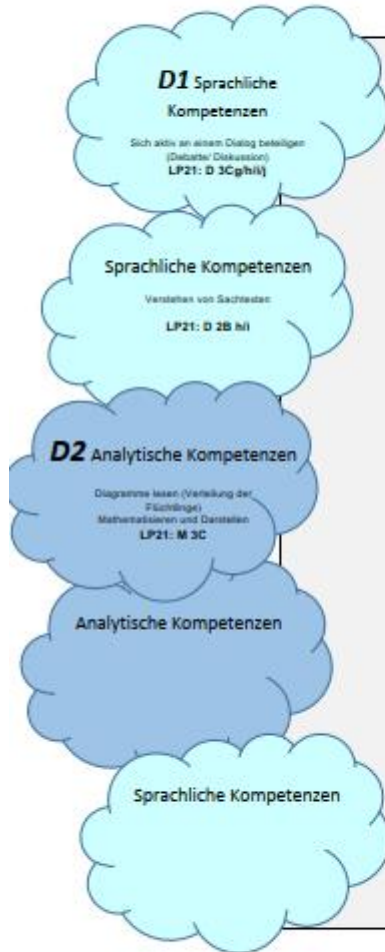 D1 Sprachliche
Kompetenzen
Sich aktiv an einem Dialog beteiligen
(Debatte/ Diskussion)
LP21: D 3Cg/h/i/j
Sprachliche Kompetenzen
Verstehen von Sachtexten
LP21: D 2B h/i
D2 Analytische Kompetenzen
Diagramme lesen (Verteilung der
Flüchtlinge)
Mathematisieren und Darstellen
LP21: M 3C
Analytische Kompetenzen
Sprachliche Kompetenzen